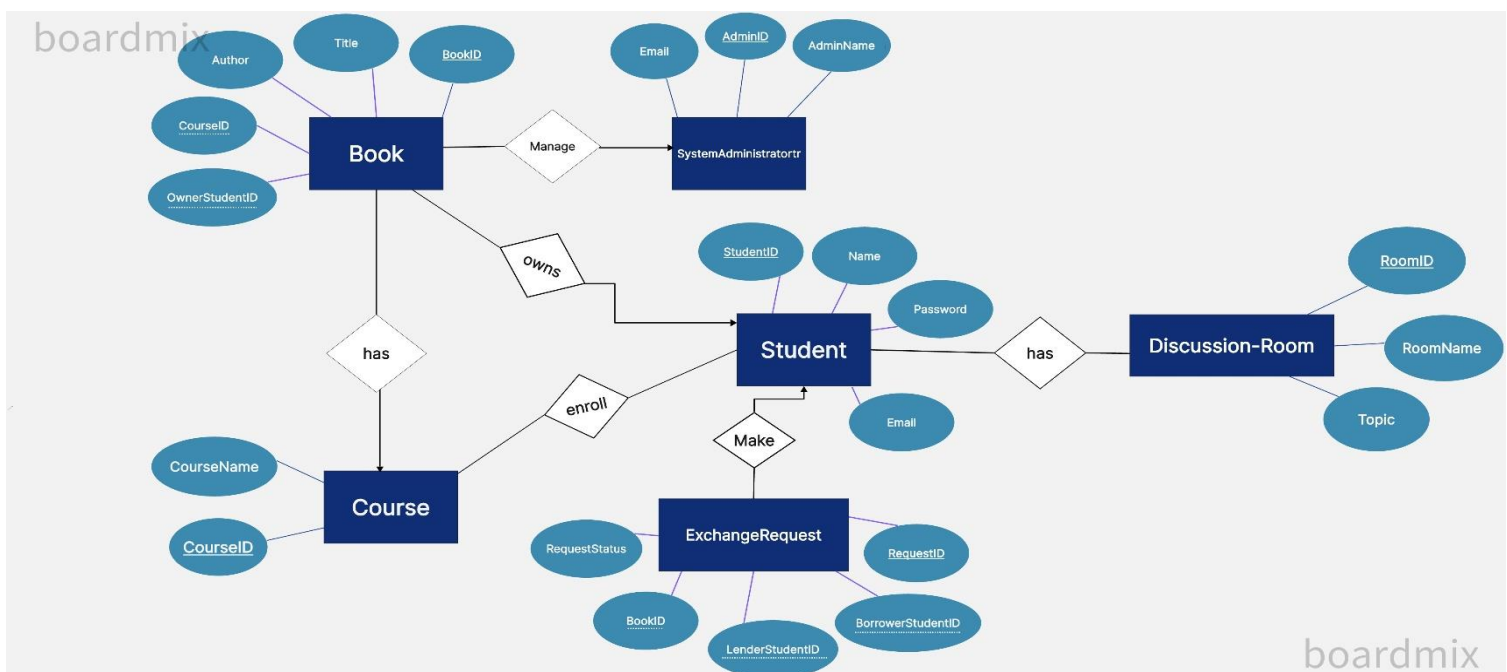 boardmix
Title
Author
BookID
Email
AdminID
AdminName
CourseID
Book
Manage
SystemAdministratortr
OwnerStudentID
owns
StudentID
Name
RoomID
Password
has
Student
has
Discussion-Room
RoomName
enroll
Make
Email
Topic
CourseName
Course
CourseID
ExchangeRequest
RequestStatus
RequestID
BookID
BorrowerStudentID
LenderStudentID
boardmix